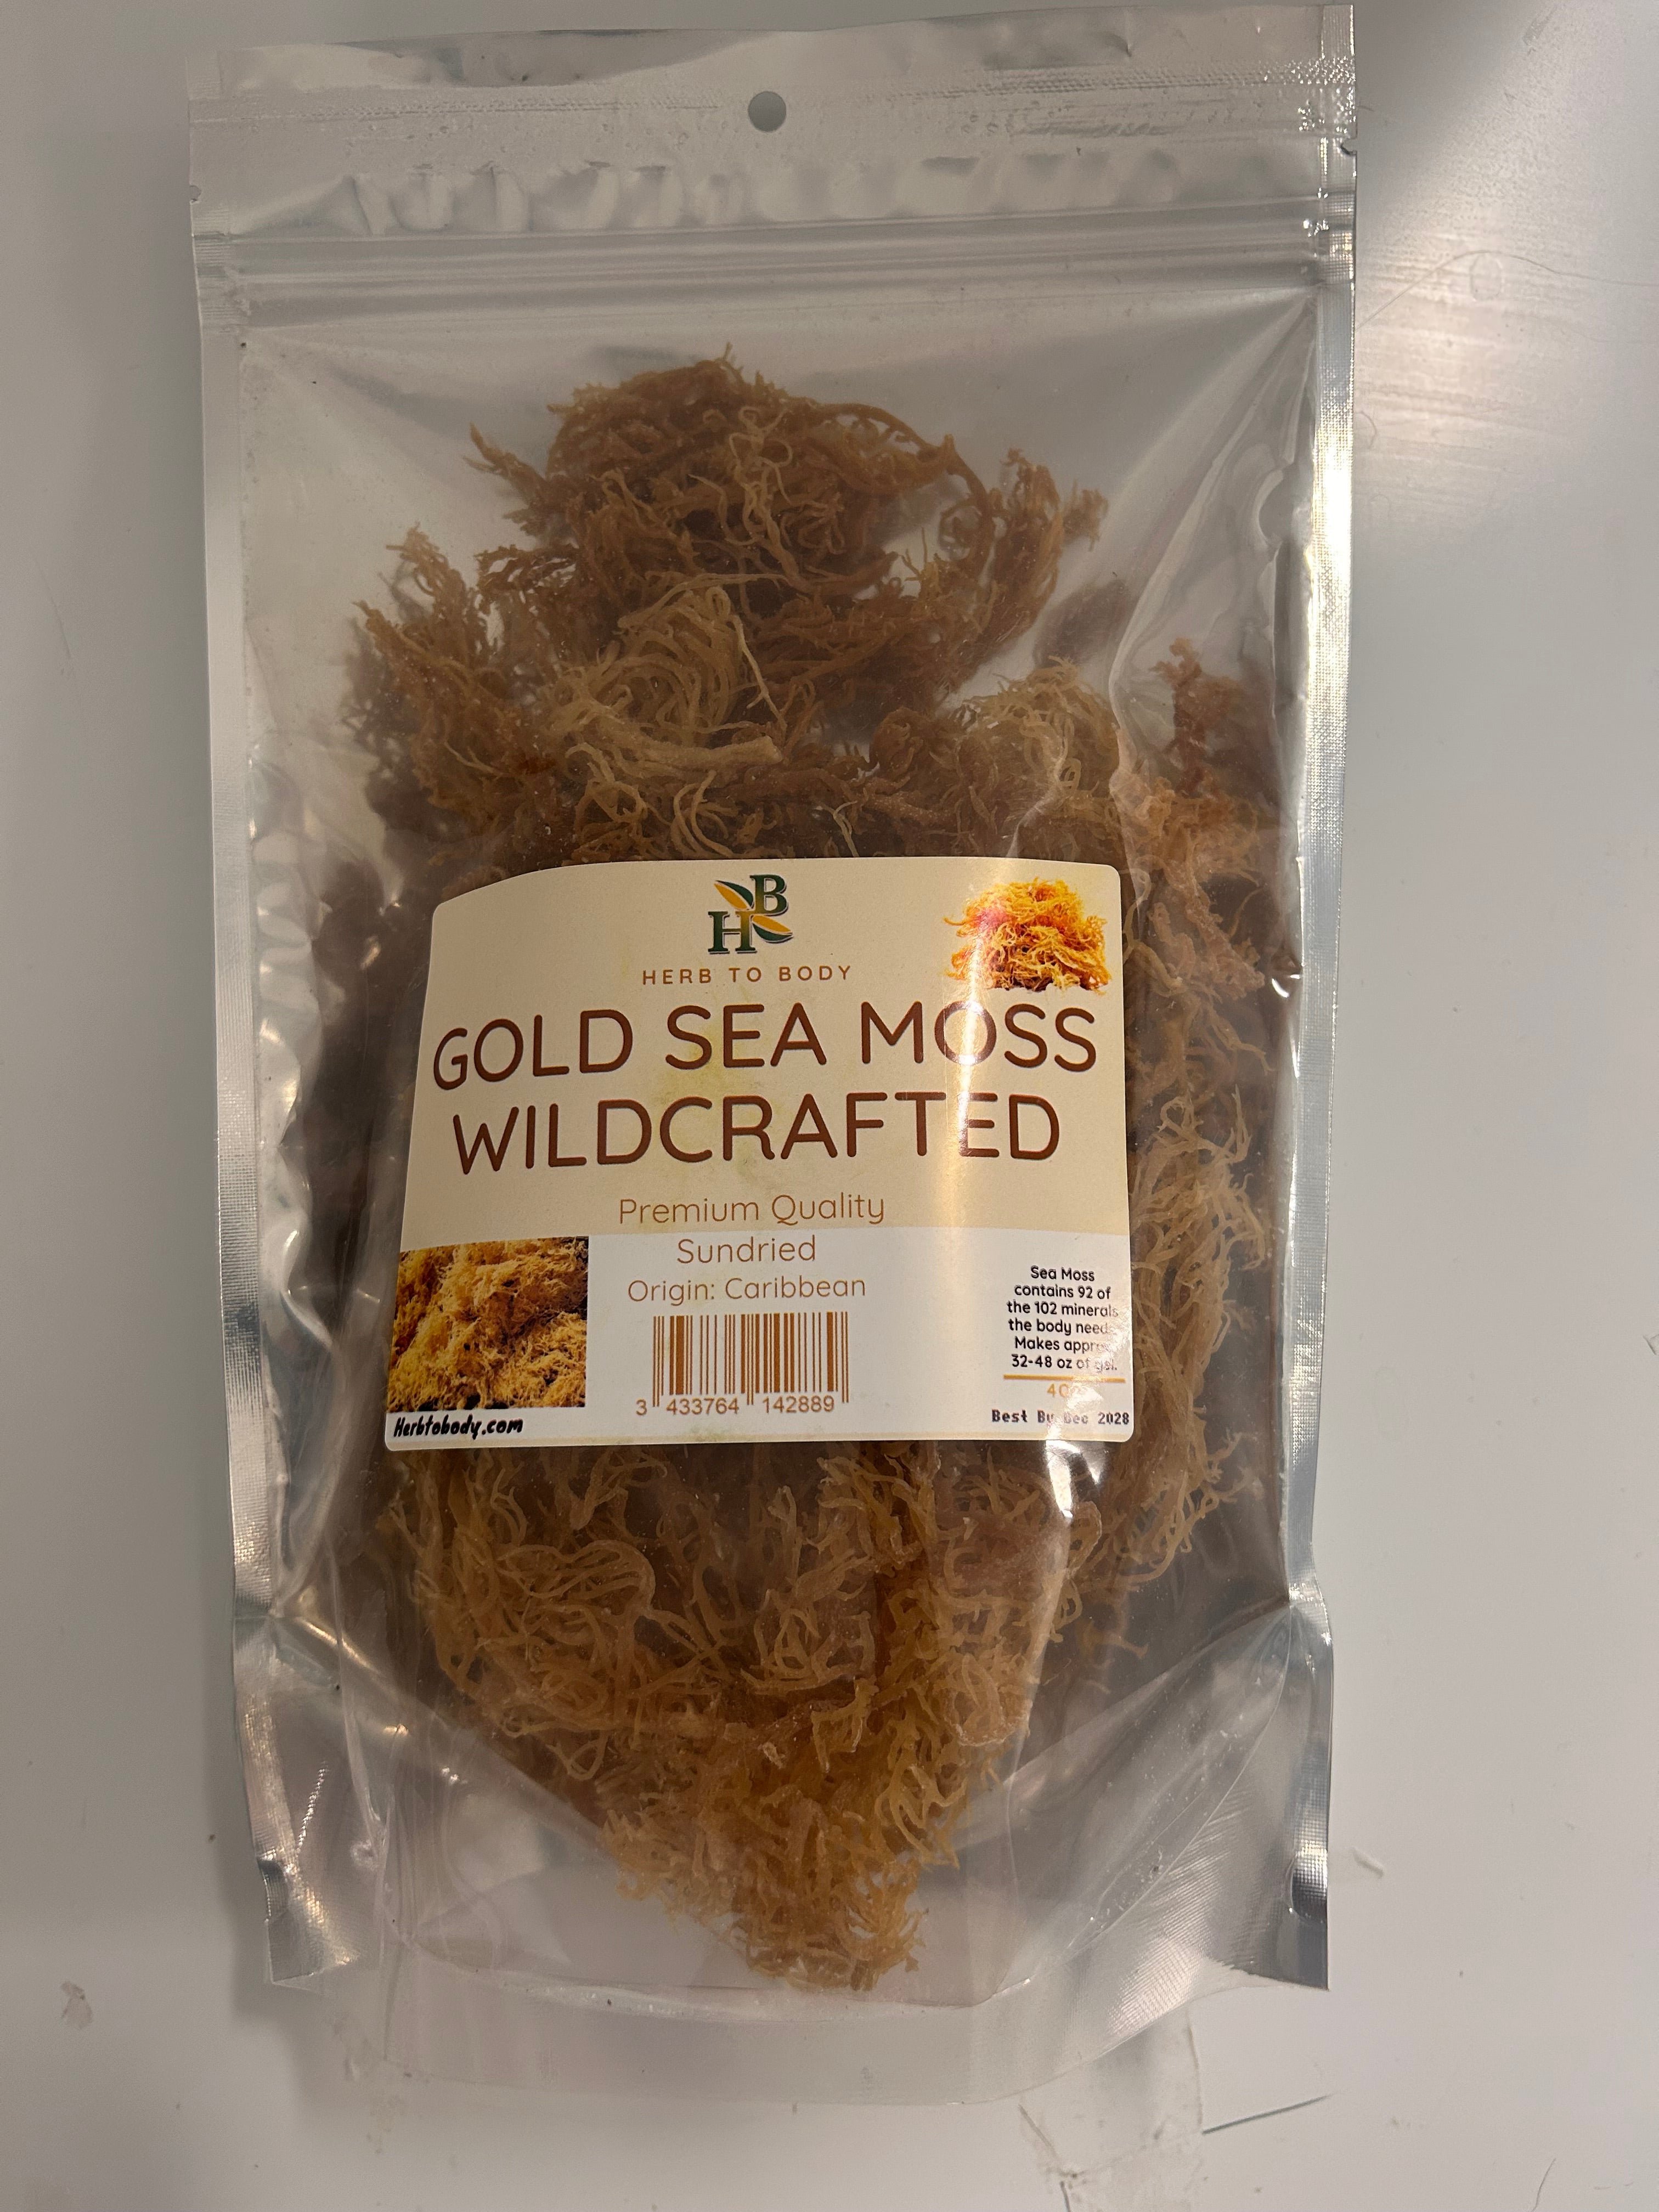 HB
HERB TO BODY
GOLD SEA MOSS
WILDCRAFTED
Premium Quality
Sundried
Origin: Caribbean
Sea Moss
contains 92 of
the 102 minerals
the body
Makes
32-48 oz of gel.
3 433764 142889
Herbtobody.com
Best By Dec 2028